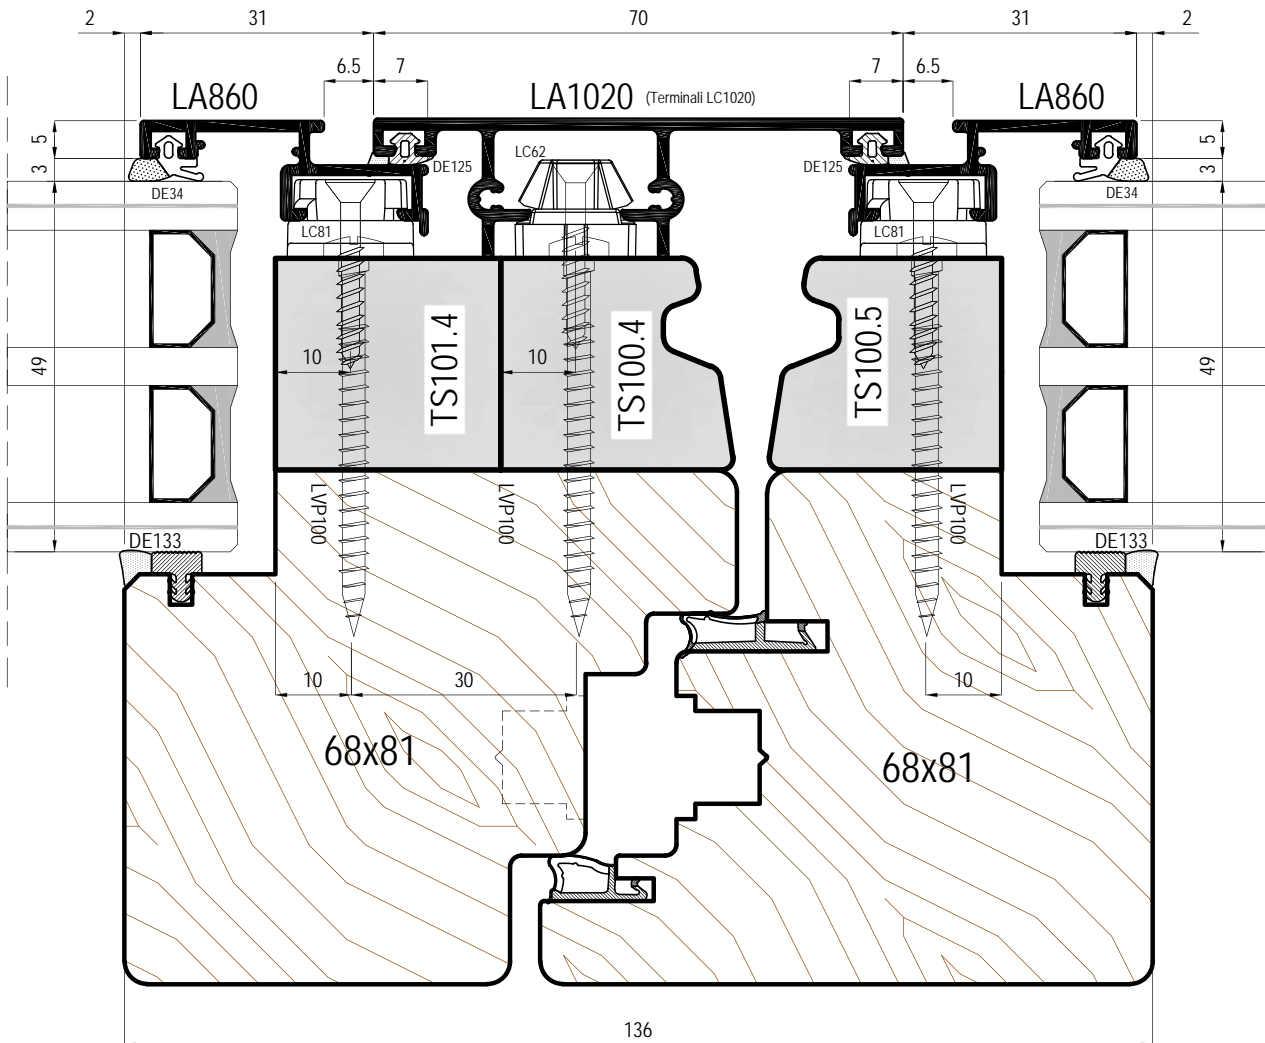 2 31 70 31 2
6.5 7 7 6.5
LA860 LA1020 (Terminali LC1020) LA860
5 5
3 3
LC62
DE125 DE125
DE34 DE34
LC81 LC81
TS101.4 TS100.4 TS100.5
10 10
49 49
LVP100 LVP100 LVP100
DE133 DE133
10 30 10
68x81 68x81
136